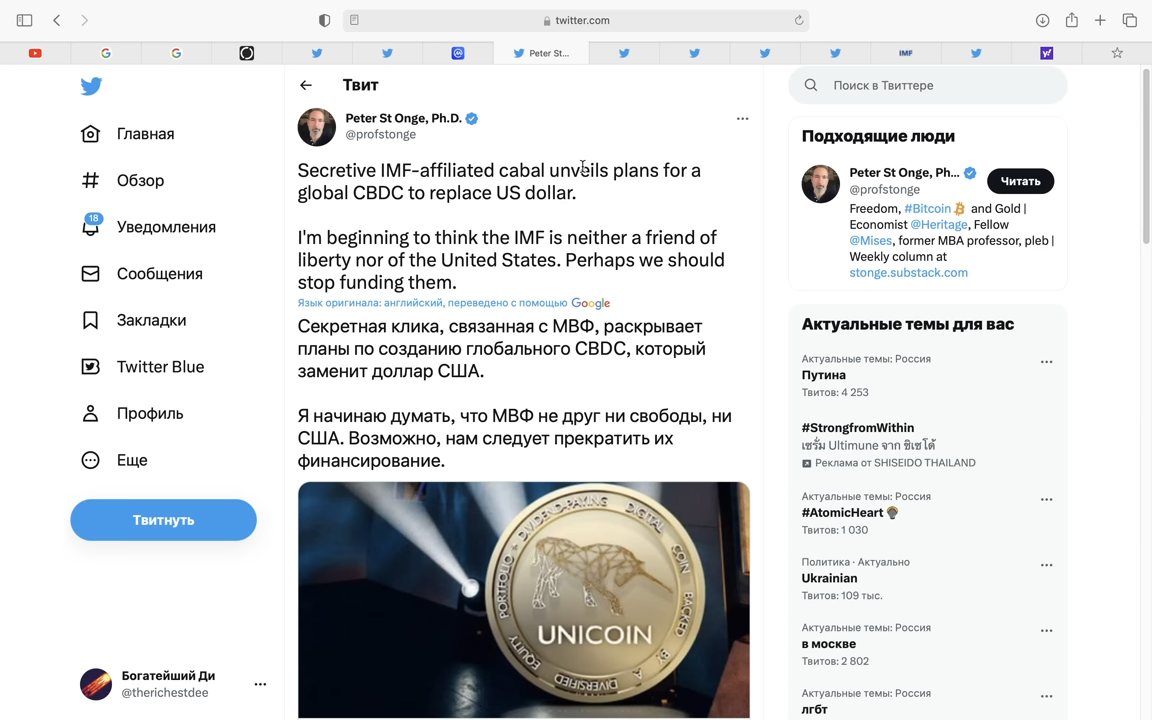 twitter.com
Peter St...
IMF
Главная
Обзор
18
Уведомления
Сообщения
Закладки
Twitter Blue
Профиль
Еще
Твитнуть
Богатейший Ди
@therichestdee
Твит
Peter St Onge, Ph.D.
@profstonge
Secretive IMF-affiliated cabal unveils plans for a
global CBDC to replace US dollar.
I'm beginning to think the IMF is neither a friend of
liberty nor of the United States. Perhaps we should
stop funding them.
Язык оригинала: английский, переведено с помощью Google
Секретная клика, связанная с МВФ, раскрывает
планы по созданию глобального CBDC, который
заменит доллар США.
Я начинаю думать, что МВФ не друг ни свободы, ни
США. Возможно, нам следует прекратить их
финансирование.
DIVIDEND-PAYING DIGITAL COIN BACKED BY A DIVERSIFIED EQUITY PORTFOLIO
UNICOIN
Поиск в Твиттере
Подходящие люди
Peter St Onge, Ph...
@profstonge
Читать
Freedom, #Bitcoin and Gold |
Economist @Heritage, Fellow
@Mises, former MBA professor, pleb |
Weekly column at
stonge.substack.com
Актуальные темы для вас
Актуальные темы: Россия
Путина
Твитов: 4 253
#StrongfromWithin
เซรั่ม Ultimune จาก ชิเซโด้
Реклама от SHISEIDO THAILAND
Актуальные темы: Россия
#AtomicHeart
Твитов: 1 030
Политика · Актуально
Ukrainian
Твитов: 109 тыс.
Актуальные темы: Россия
в москве
Твитов: 2 802
Актуальные темы: Россия
лгбт